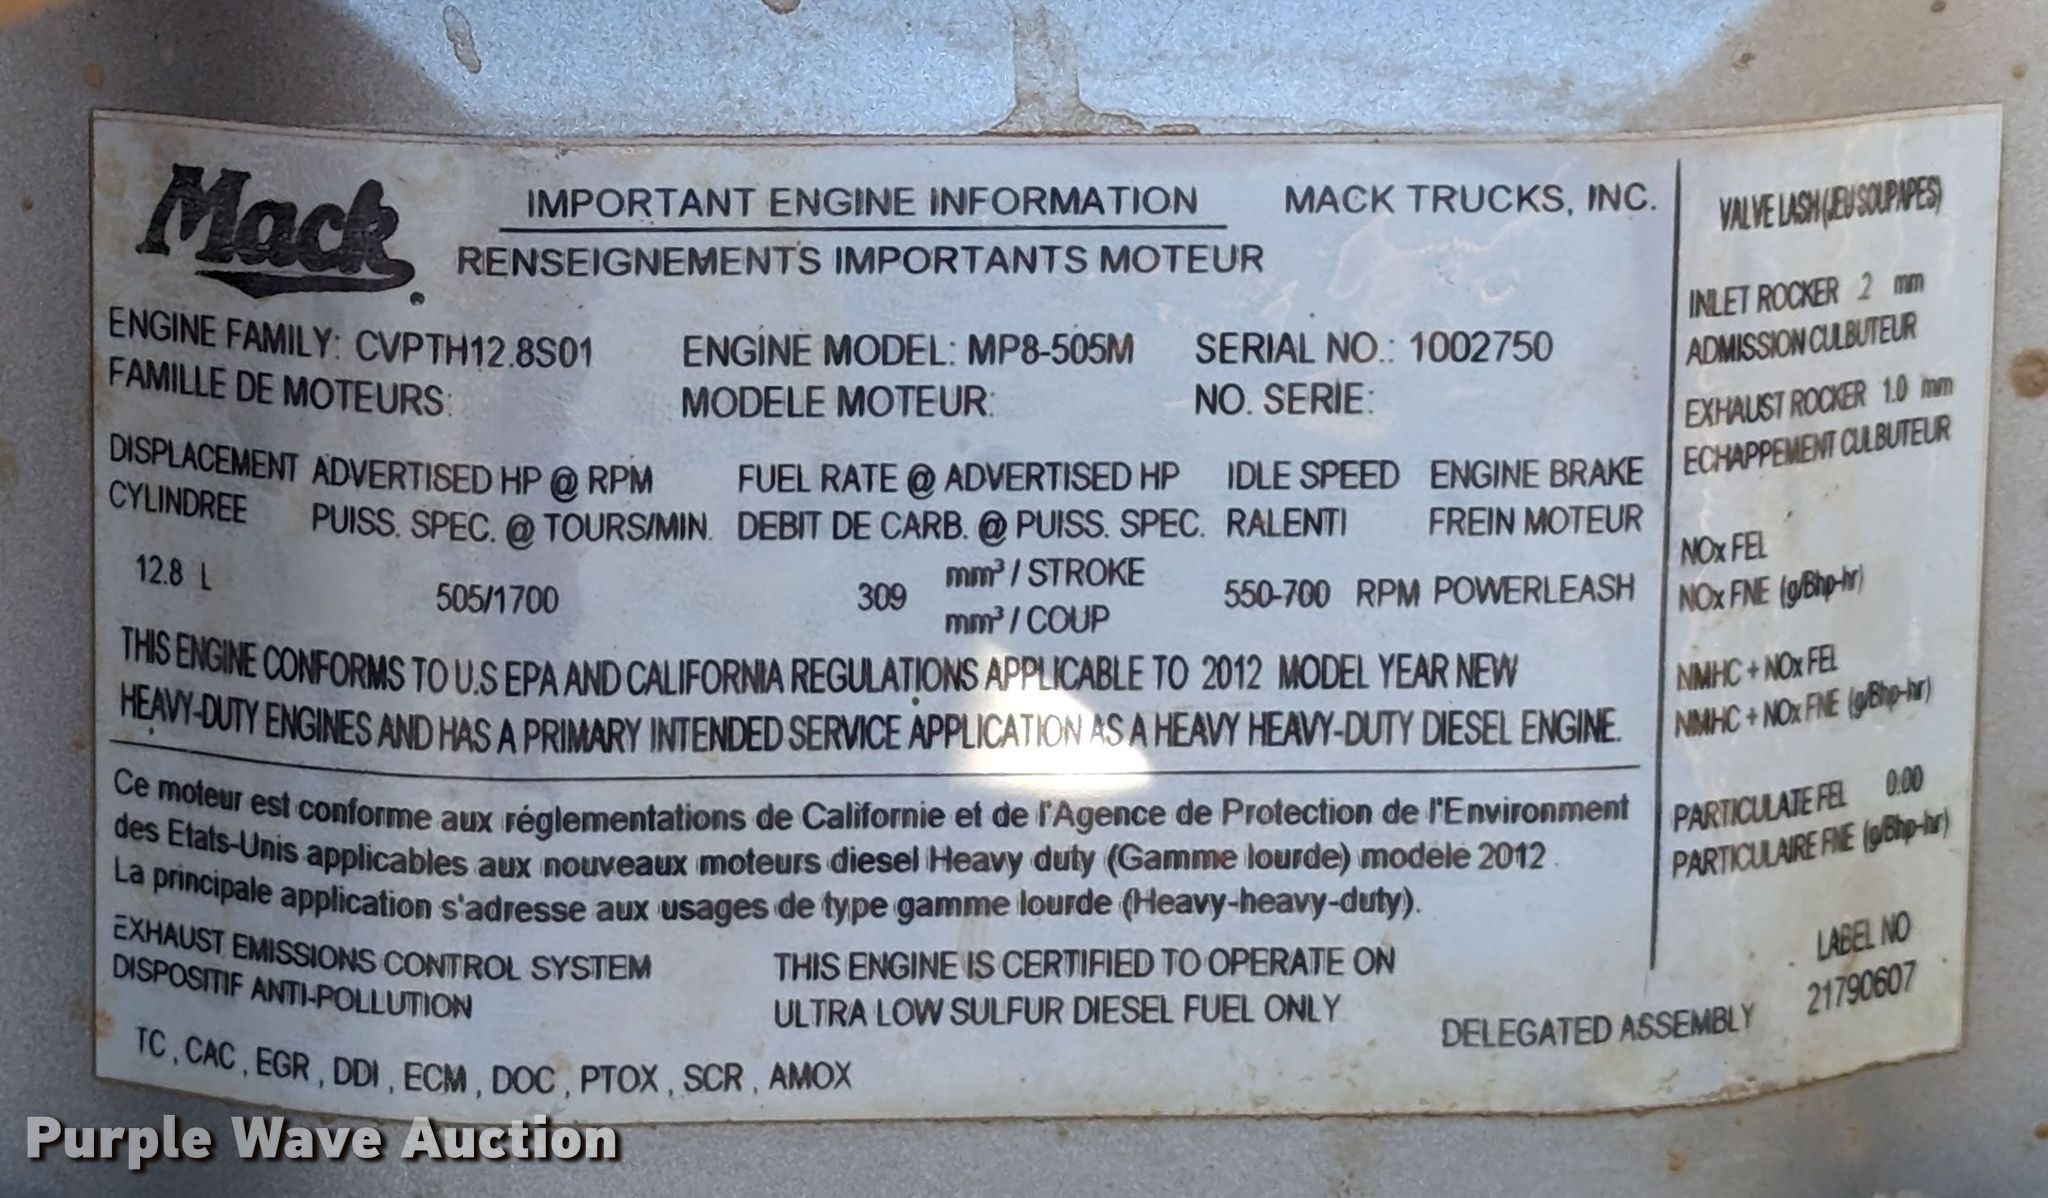 Mack
IMPORTANT ENGINE INFORMATION MACK TRUCKS, INC.
RENSEIGNEMENTS IMPORTANTS MOTEUR
ENGINE FAMILY: CVPTH12.8S01 ENGINE MODEL: MP8-505M SERIAL NO.: 1002750
FAMILLE DE MOTEURS: MODELE MOTEUR: NO. SERIE:
DISPLACEMENT ADVERTISED HP @ RPM FUEL RATE @ ADVERTISED HP IDLE SPEED ENGINE BRAKE
CYLINDREE PUISS. SPEC. @ TOURS/MIN. DEBIT DE CARB. @ PUISS. SPEC. RALENTI FREIN MOTEUR
12.8 L 505/1700 309 mm³ / STROKE 550-700 RPM POWERLEASH
mm³ / COUP
THIS ENGINE CONFORMS TO U.S EPA AND CALIFORNIA REGULATIONS APPLICABLE TO 2012 MODEL YEAR NEW
HEAVY-DUTY ENGINES AND HAS A PRIMARY INTENDED SERVICE APPLICATION AS A HEAVY HEAVY-DUTY DIESEL ENGINE.
Ce moteur est conforme aux réglementations de Californie et de l'Agence de Protection de l'Environment
des Etats-Unis applicables aux nouveaux moteurs diesel Heavy duty (Gamme lourde) modele 2012.
La principale application s'adresse aux usages de type gamme lourde (Heavy-heavy-duty).
EXHAUST EMISSIONS CONTROL SYSTEM THIS ENGINE IS CERTIFIED TO OPERATE ON
DISPOSITIF ANTI-POLLUTION ULTRA LOW SULFUR DIESEL FUEL ONLY
DELEGATED ASSEMBLY
TC, CAC, EGR, DDI, ECM, DOC, PTOX, SCR, AMOX
VALVE LASH (JEU SOUPAPES)
INLET ROCKER 2 mm
ADMISSION CULBUTEUR
EXHAUST ROCKER 1.0 mm
ECHAPPEMENT CULBUTEUR
NOx FEL
NOx FNE (g/Bhp-hr)
NMHC + NOx FEL
NMHC + NOx FNE (g/Bhp-hr)
PARTICULATE FEL 0.00
PARTICULAIRE FNE (g/Bhp-hr)
LABEL NO
21790607
Purple Wave Auction